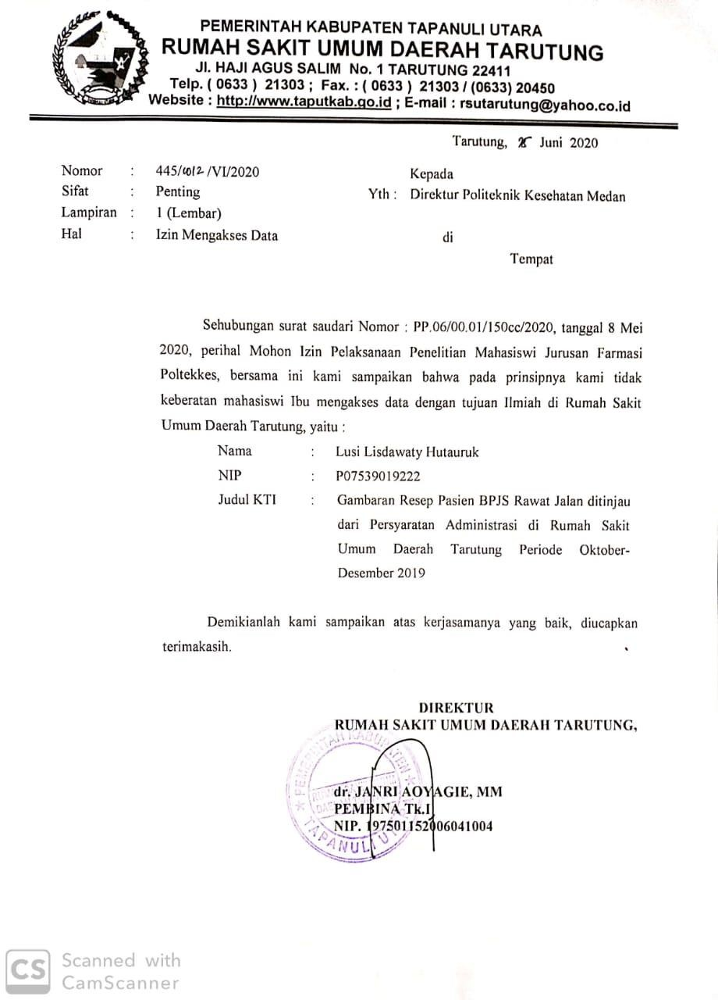 PEMERINTAH KABUPATEN TAPANULI UTARA
RUMAH SAKIT UMUM DAERAH TARUTUNG
Jl. HAJI AGUS SALIM No. 1 TARUTUNG 22411
Telp. ( 0633 ) 21303 ; Fax. : ( 0633 ) 21303 / (0633) 20450
Website : http://www.taputkab.go.id ; E-mail : rsutarutung@yahoo.co.id
Tarutung, Juni 2020
Nomor : 445/ /VI/2020
Sifat : Penting
Lampiran : 1 (Lembar)
Hal : Izin Mengakses Data
Kepada
Yth : Direktur Politeknik Kesehatan Medan
di
Tempat
Sehubungan surat saudari Nomor : PP.06/00.01/150cc/2020, tanggal 8 Mei
2020, perihal Mohon Izin Pelaksanaan Penelitian Mahasiswi Jurusan Farmasi
Poltekkes, bersama ini kami sampaikan bahwa pada prinsipnya kami tidak
keberatan mahasiswi Ibu mengakses data dengan tujuan Ilmiah di Rumah Sakit
Umum Daerah Tarutung, yaitu :
Nama : Lusi Lisdawaty Hutauruk
NIP : P07539019222
Judul KTI : Gambaran Resep Pasien BPJS Rawat Jalan ditinjau
dari Persyaratan Administrasi di Rumah Sakit
Umum Daerah Tarutung Periode Oktober-
Desember 2019
Demikianlah kami sampaikan atas kerjasamanya yang baik, diucapkan
terimakasih.
DIREKTUR
RUMAH SAKIT UMUM DAERAH TARUTUNG,
PEMERINTAH KABUPATEN
TAPANULI UTARA
dr. JANRI AOYAGIE, MM
PEMBINA Tk.I
NIP. 197501152006041004
CS Scanned with
CamScanner